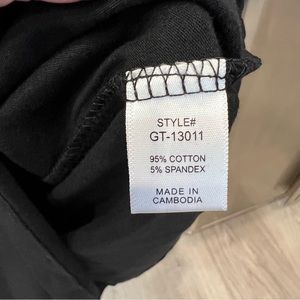 STYLE#
GT-13011
95% COTTON
5% SPANDEX
MADE IN
CAMBODIA